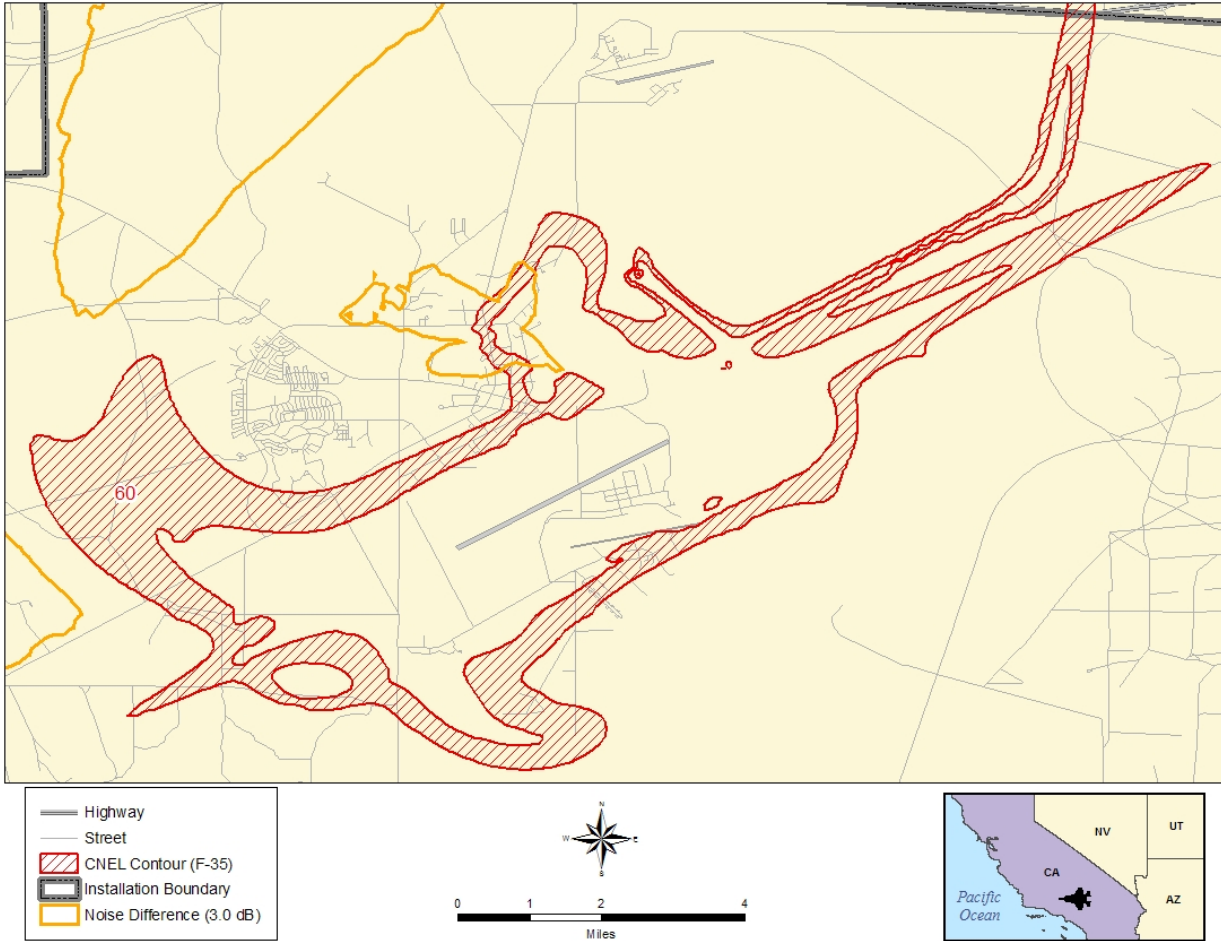 60
Highway
Street
CNEL Contour (F-35)
Installation Boundary
Noise Difference (3.0 dB)
N
W
E
S
0 1 2 4
Miles
NV
UT
CA
AZ
Pacific
Ocean